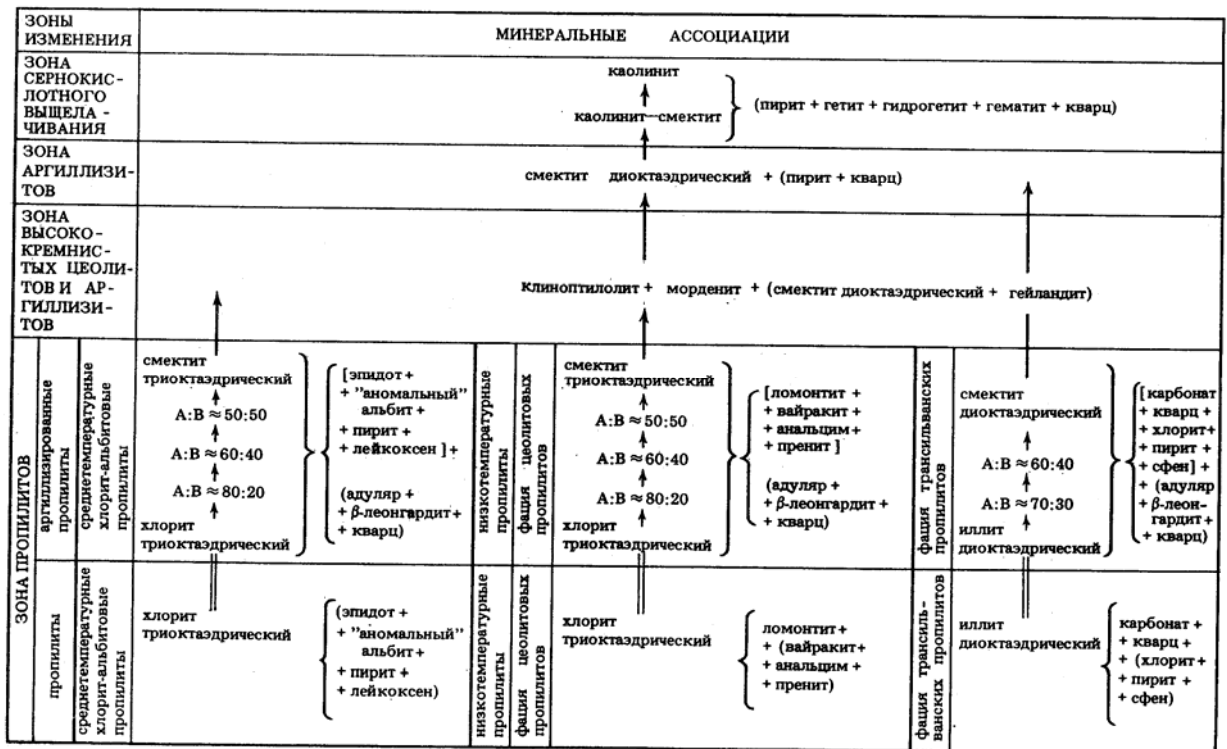 ЗОНЫ
ИЗМЕНЕНИЯ
МИНЕРАЛЬНЫЕ АССОЦИАЦИИ
ЗОНА
СЕРНОКИС-
ЛОТНОГО
ВЫЩЕЛА-
ЧИВАНИЯ
каолинит
каолинит—смектит
(пирит + гетит + гидрогетит + гематит + кварц)
ЗОНА
АРГИЛЛИЗИ-
ТОВ
смектит диоктаэдрический + (пирит + кварц)
ЗОНА
ВЫСОКО-
КРЕМНИС-
ТЫХ ЦЕОЛИ-
ТОВ И АР-
ГИЛЛИЗИ-
ТОВ
клиноптилолит + морденит + (смектит диоктаэдрический + гейландит)
ЗОНА ПРОПИЛИТОВ
аргиллизированные
пропилиты
среднетемпературные
хлорит-альбитовые
пропилиты
смектит
триоктаэдрический
А:В ≈ 50:50
А:В ≈ 60:40
А:В ≈ 80:20
хлорит
триоктаэдрический
[эпидот +
+ "аномальный"
альбит +
+ пирит +
+ лейкоксен ] +
(адуляр +
+ β-леонгардит +
+ кварц)
низкотемпературные
пропилиты
фация цеолитовых
пропилитов
смектит
триоктаэдрический
А:В ≈ 50:50
А:В ≈ 60:40
А:В ≈ 80:20
хлорит
триоктаэдрический
[ломонтит +
+ вайракит +
+ анальцим +
+ пренит ]
(адуляр +
+ β-леонгардит +
+ кварц)
фация трансильванских
пропилитов
смектит
диоктаэдрический
А:В ≈ 60:40
А:В ≈ 70:30
иллит
диоктаэдрический
[карбонат
+ кварц +
+ хлорит+
+ пирит +
+ сфен] +
+ (адуляр
+ β-леон-
гардит +
+ кварц)
пропилиты
среднетемпературные
хлорит-альбитовые
пропилиты
хлорит
триоктаэдрический
(эпидот +
+ "аномальный"
альбит +
+ пирит +
+ лейкоксен)
низкотемпературные
пропилиты
фация цеолитовых
пропилитов
хлорит
триоктаэдрический
ломонтит+
+ (вайракит+
+ анальцим +
+ пренит)
фация трансиль-
ванских пропилитов
иллит
диоктаэдрический
карбонат +
+ кварц +
+ (хлорит+
+ пирит +
+ сфен)